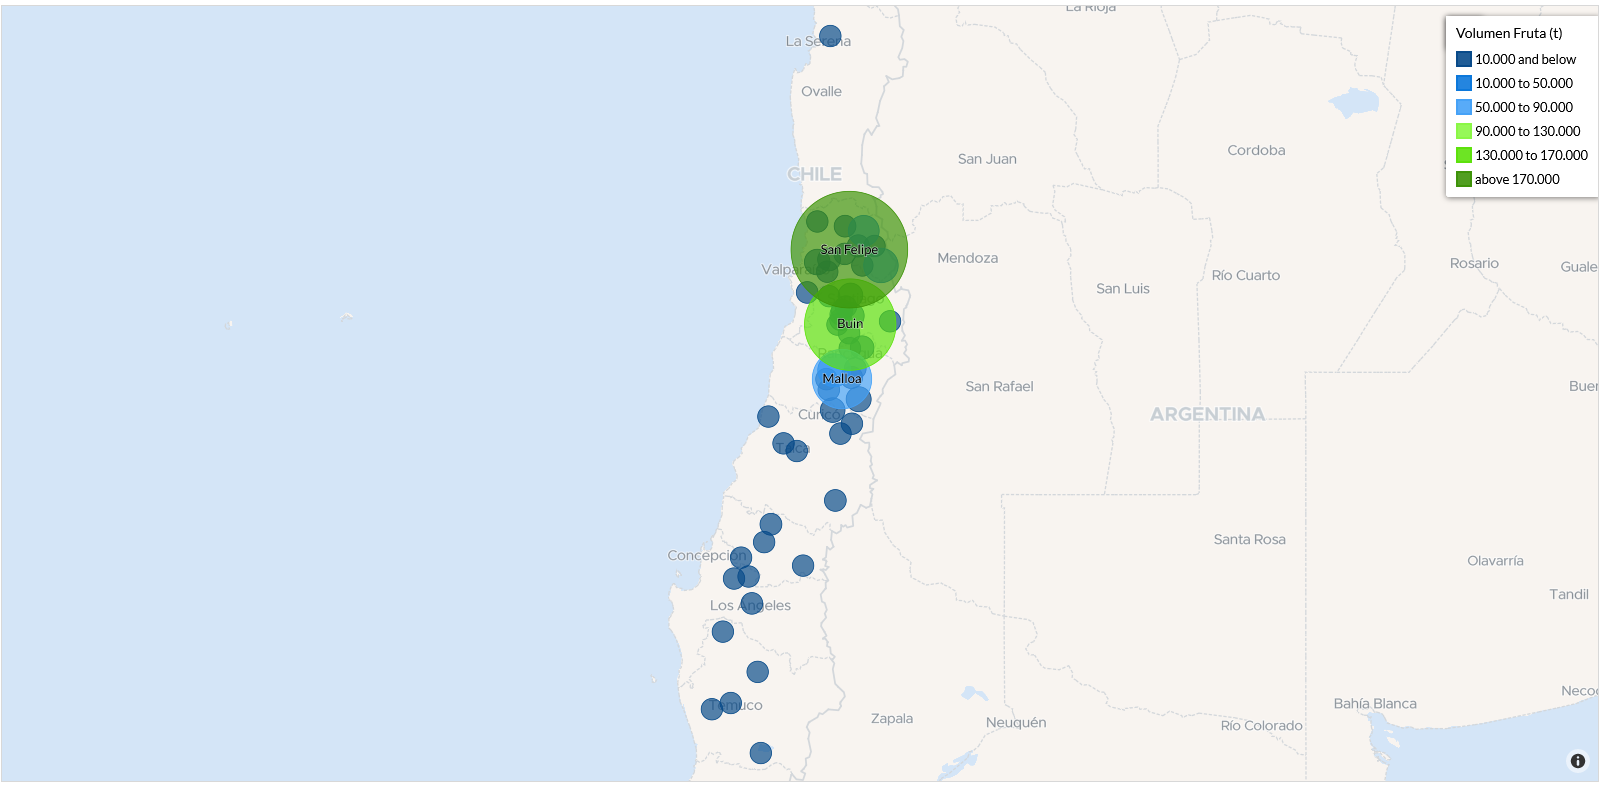 La Rioja
La Serena
Ovalle
CHILE
San Juan
Cordoba
Volumen Fruta (t)
10.000 and below
10.000 to 50.000
50.000 to 90.000
90.000 to 130.000
130.000 to 170.000
above 170.000
San Felipe
Mendoza
Río Cuarto
Rosario
Guale
San Luis
Buin
Malloa
San Rafael
ARGENTINA
Buer
Curicó
Talca
Concepción
Santa Rosa
Olavarría
Tandil
Los Angeles
Temuco
Zapala
Neuquén
Río Colorado
Bahía Blanca
Neco